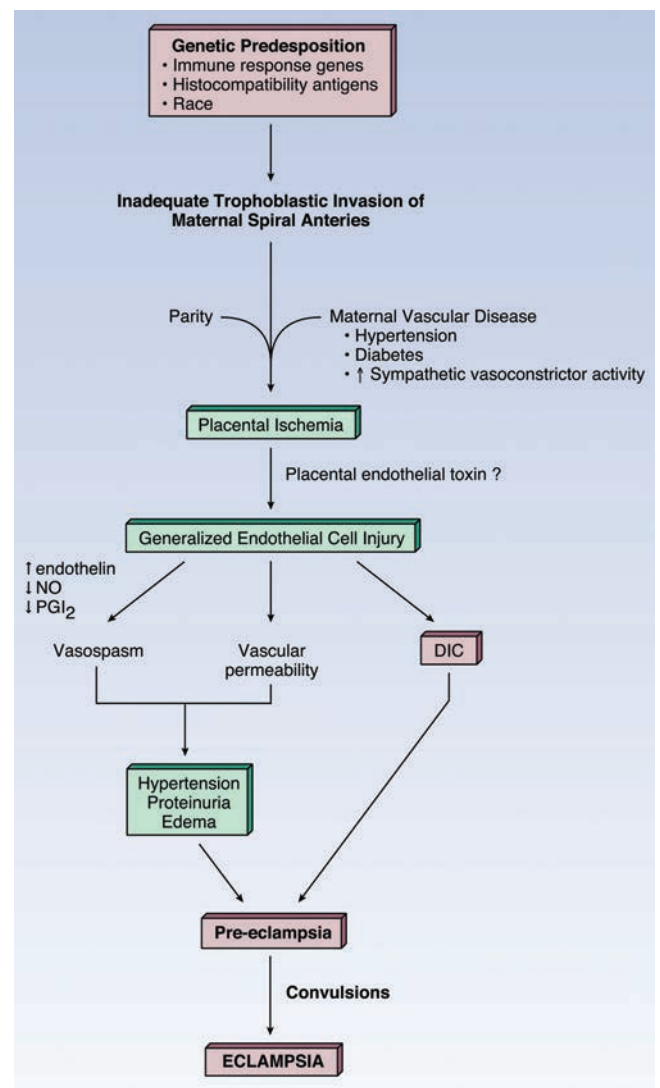 Genetic Predesposition
• Immune response genes
• Histocompatibility antigens
• Race
Inadequate Trophoblastic Invasion of
Maternal Spiral Anteries
Parity
Maternal Vascular Disease
• Hypertension
• Diabetes
• ↑ Sympathetic vasoconstrictor activity
Placental Ischemia
Placental endothelial toxin ?
Generalized Endothelial Cell Injury
↑ endothelin
↓ NO
↓ PGI₂
Vasospasm
Vascular
permeability
DIC
Hypertension
Proteinuria
Edema
Pre-eclampsia
Convulsions
ECLAMPSIA